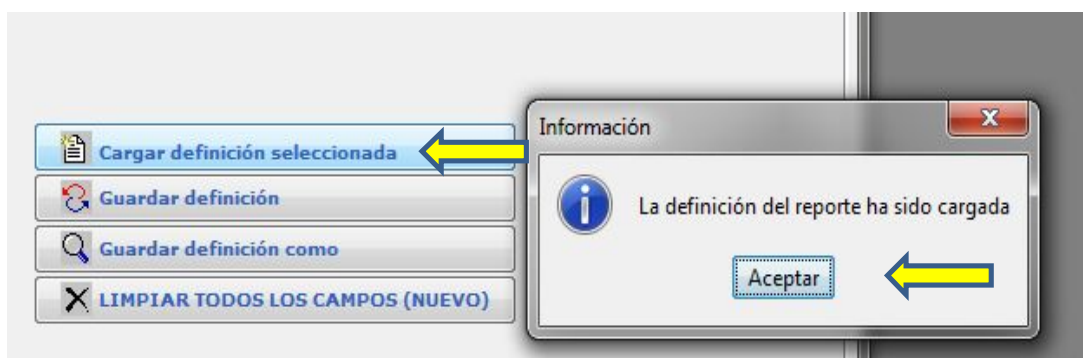 Cargar definición seleccionada
Guardar definición
Guardar definición como
LIMPIAR TODOS LOS CAMPOS (NUEVO)
Información
X
La definición del reporte ha sido cargada
Aceptar